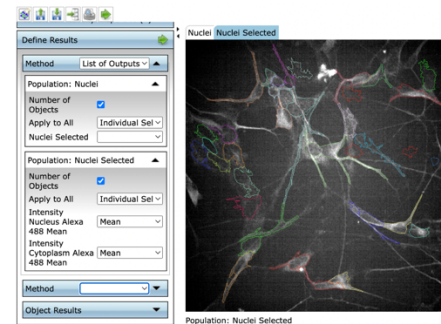 Define Results
Method List of Outputs
Population: Nuclei
Number of
Objects
Apply to All Individual Sel
Nuclei Selected
Population: Nuclei Selected
Number of
Objects
Apply to All Individual Sel
Intensity
Nucleus Alexa Mean
488 Mean
Intensity
Cytoplasm Alexa Mean
488 Mean
Method
Object Results
Nuclei Nuclei Selected
Population: Nuclei Selected